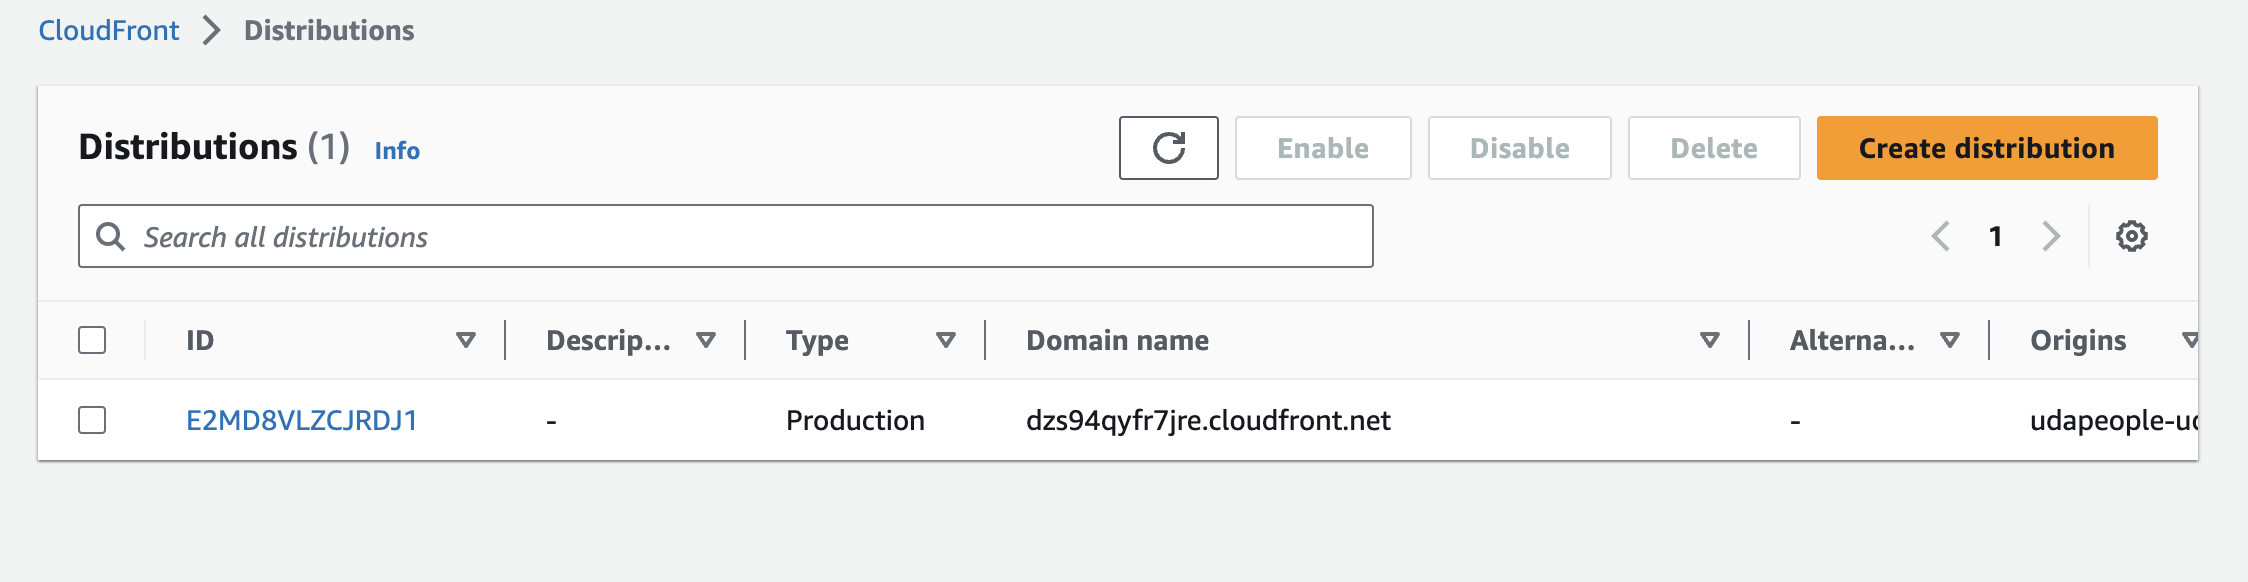 CloudFront > Distributions
Distributions (1) Info
Enable Disable Delete Create distribution
Search all distributions
1
ID Descrip... Type Domain name Alterna... Origins
E2MD8VLZCJRDJ1 - Production dzs94qyfr7jre.cloudfront.net - udapeople-ud